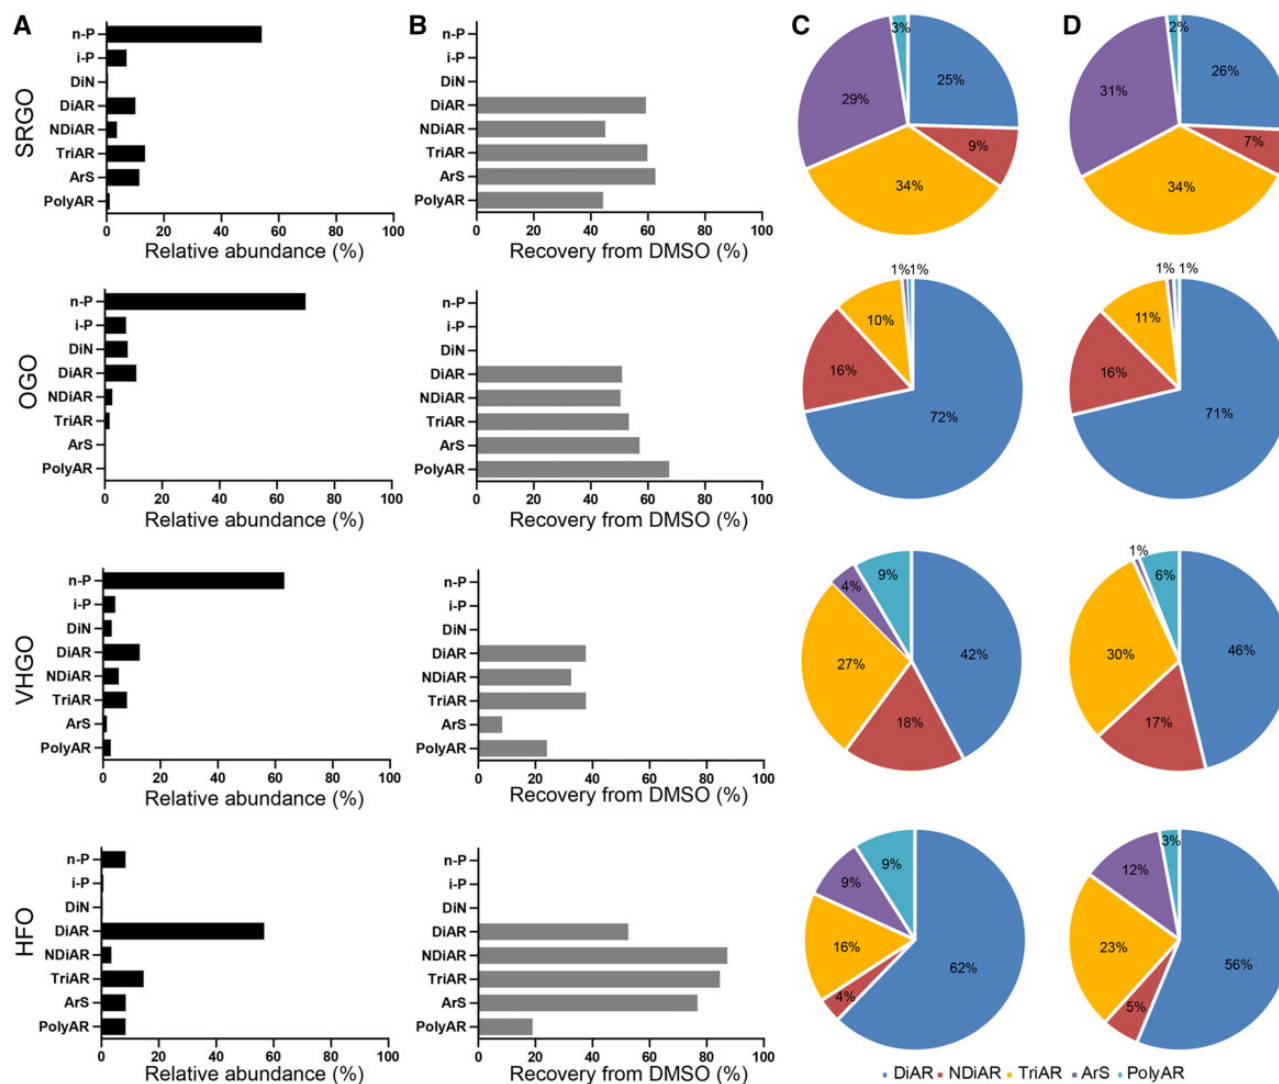 A B C D
SRGO
n-P
i-P
DiN
DiAR
NDiAR
TriAR
ArS
PolyAR
0 20 40 60 80 100
Relative abundance (%)
n-P
i-P
DiN
DiAR
NDiAR
TriAR
ArS
PolyAR
0 20 40 60 80 100
Recovery from DMSO (%)
3%
25%
29%
9%
34%
2%
26%
31%
7%
34%
OGO
n-P
i-P
DiN
DiAR
NDiAR
TriAR
ArS
PolyAR
0 20 40 60 80 100
Relative abundance (%)
n-P
i-P
DiN
DiAR
NDiAR
TriAR
ArS
PolyAR
0 20 40 60 80 100
Recovery from DMSO (%)
1% 1%
10%
16%
72%
1% 1%
11%
16%
71%
VHGO
n-P
i-P
DiN
DiAR
NDiAR
TriAR
ArS
PolyAR
0 20 40 60 80 100
Relative abundance (%)
n-P
i-P
DiN
DiAR
NDiAR
TriAR
ArS
PolyAR
0 20 40 60 80 100
Recovery from DMSO (%)
9%
4%
42%
27%
18%
1%
6%
46%
30%
17%
HFO
n-P
i-P
DiN
DiAR
NDiAR
TriAR
ArS
PolyAR
0 20 40 60 80 100
Relative abundance (%)
n-P
i-P
DiN
DiAR
NDiAR
TriAR
ArS
PolyAR
0 20 40 60 80 100
Recovery from DMSO (%)
9%
9%
16%
62%
4%
3%
12%
23%
56%
5%
DiAR NDiAR TriAR ArS PolyAR